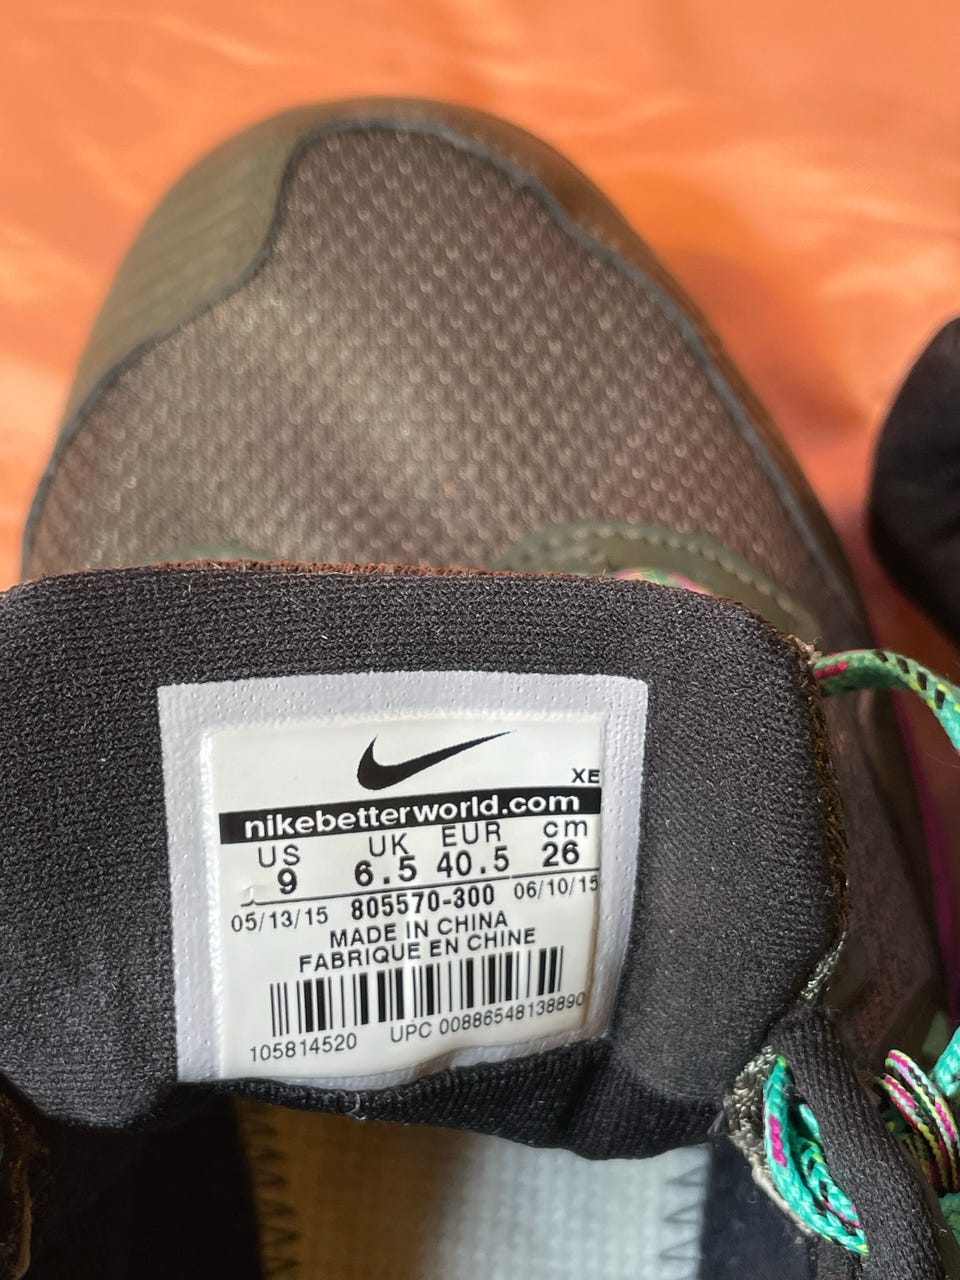 XE
nikebetterworld.com
US UK EUR cm
9 6.5 40.5 26
05/13/15 805570-300 06/10/15
MADE IN CHINA
FABRIQUE EN CHINE
105814520 UPC 00886548138890